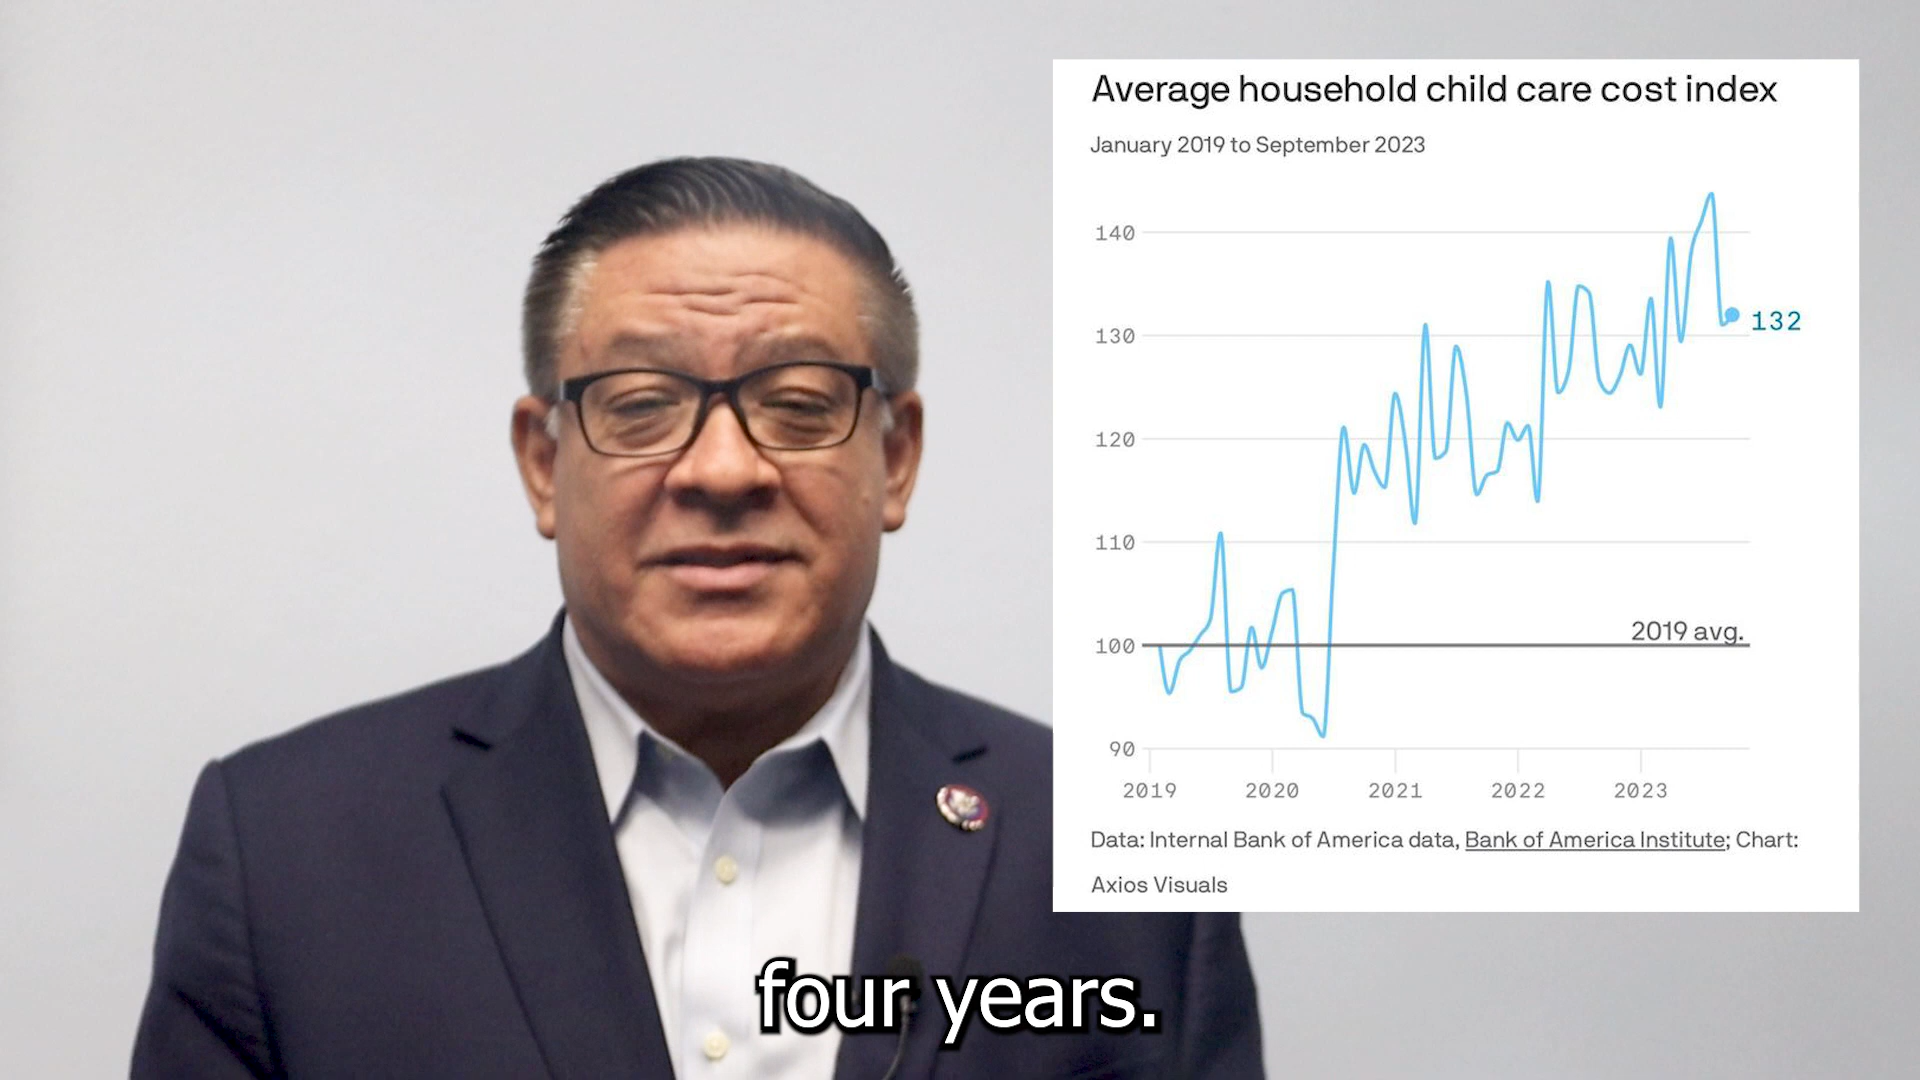 Average household child care cost index
January 2019 to September 2023
140
130
132
120
110
2019 avg.
100
90
2019 2020 2021 2022 2023
Data: Internal Bank of America data, Bank of America Institute; Chart:
Axios Visuals
four years.